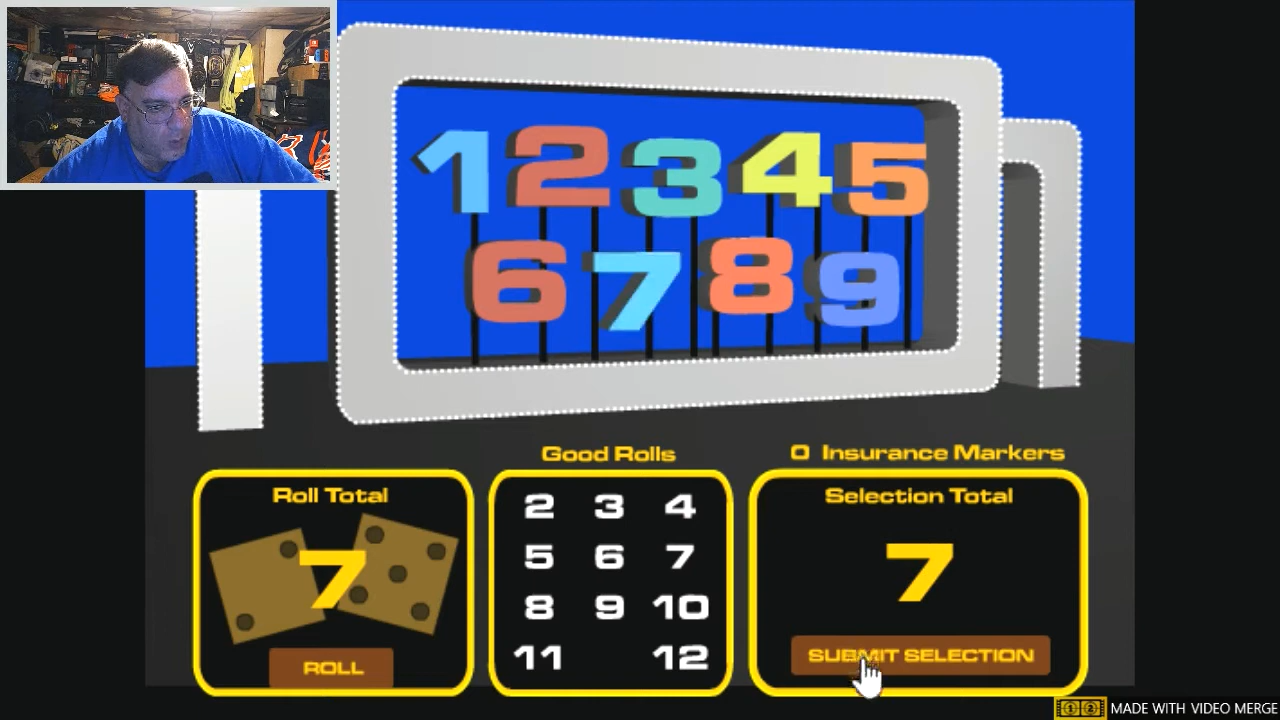 1 2 3 4 5
6 7 8 9
Good Rolls
0 Insurance Markers
Roll Total
7
ROLL
2 3 4
5 6 7
8 9 10
11 12
Selection Total
7
SUBMIT SELECTION
MADE WITH VIDEO MERGE